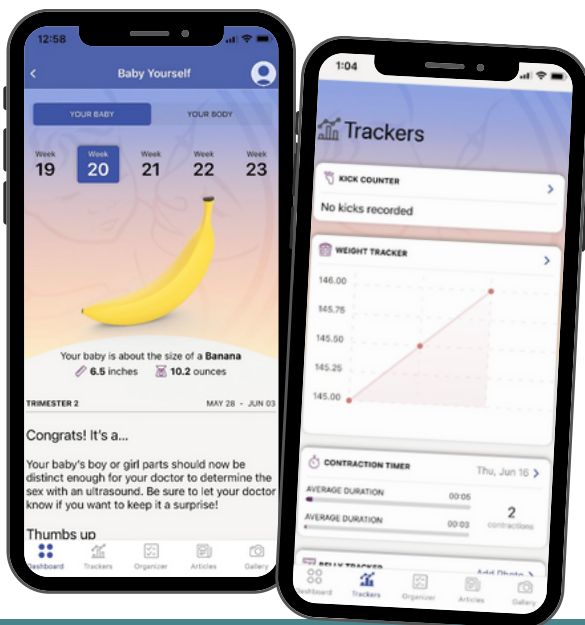 12:58
Baby Yourself
YOUR BABY YOUR BODY
Week Week Week Week Week
19 20 21 22 23
Your baby is about the size of a Banana
6.5 inches 10.2 ounces
TRIMESTER 2 MAY 28 - JUN 03
Congrats! It's a...
Your baby's boy or girl parts should now be
distinct enough for your doctor to determine the
sex with an ultrasound. Be sure to let your doctor
know if you want to keep it a surprise!
Thumbs up
Dashboard Trackers Organizer Articles Gallery
1:04
Trackers
KICK COUNTER
No kicks recorded
WEIGHT TRACKER
146.00
145.75
145.50
145.25
145.00
CONTRACTION TIMER Thu, Jun 16
AVERAGE DURATION 00:05
2
contractions
AVERAGE DURATION 00:03
BELLY TRACKER Add Photo
Dashboard Trackers Organizer Articles Gallery